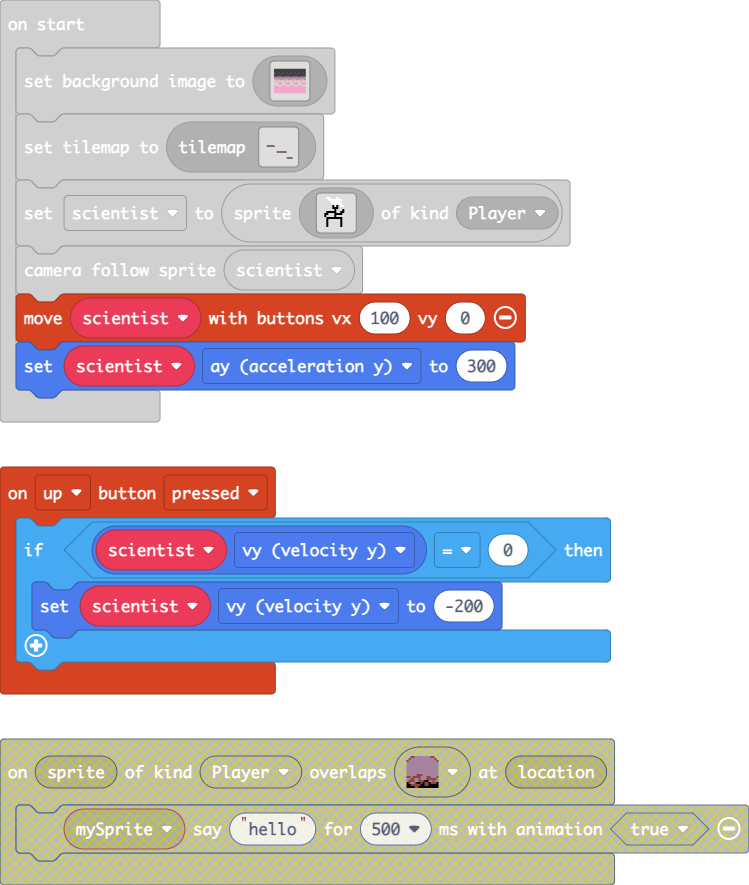 on start
set background image to
set tilemap to tilemap
set scientist to sprite of kind Player
camera follow sprite scientist
move scientist with buttons vx 100 vy 0
set scientist ay (acceleration y) to 300
on up button pressed
if scientist vy (velocity y) = 0 then
set scientist vy (velocity y) to -200
on sprite of kind Player overlaps at location
mySprite say "hello" for 500 ms with animation true